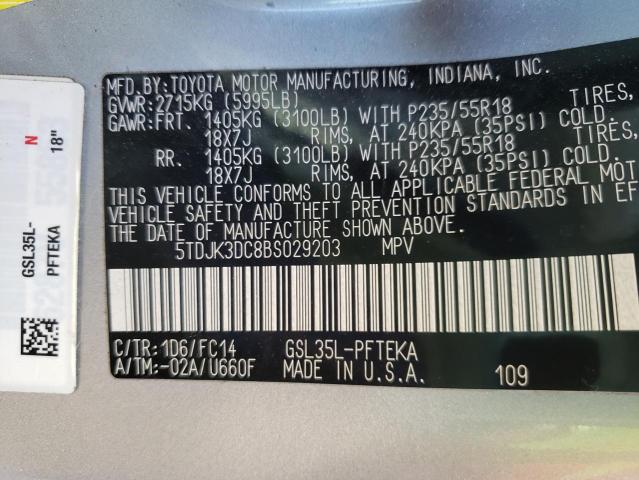 MFD. BY: TOYOTA MOTOR MANUFACTURING, INDIANA, INC.
GVWR: 2715KG (5995LB)
GAWR: FRT. 1405KG (3100LB) WITH P235/55R18 TIRES,
18X7J RIMS, AT 240KPA (35PSI) COLD.
RR. 1405KG (3100LB) WITH P235/55R18 TIRES,
18X7J RIMS, AT 240KPA (35PSI) COLD.
THIS VEHICLE CONFORMS TO ALL APPLICABLE FEDERAL MOT
VEHICLE SAFETY AND THEFT PREVENTION STANDARDS IN EF
THE DATE OF MANUFACTURE SHOWN ABOVE.
5TDJK3DC8BS029203 MPV
C/TR: 1D6/FC14 GSL35L-PFTEKA
A/TM: -02A/U660F MADE IN U.S.A. 109
N
18"
GSL35L-
PFTEKA